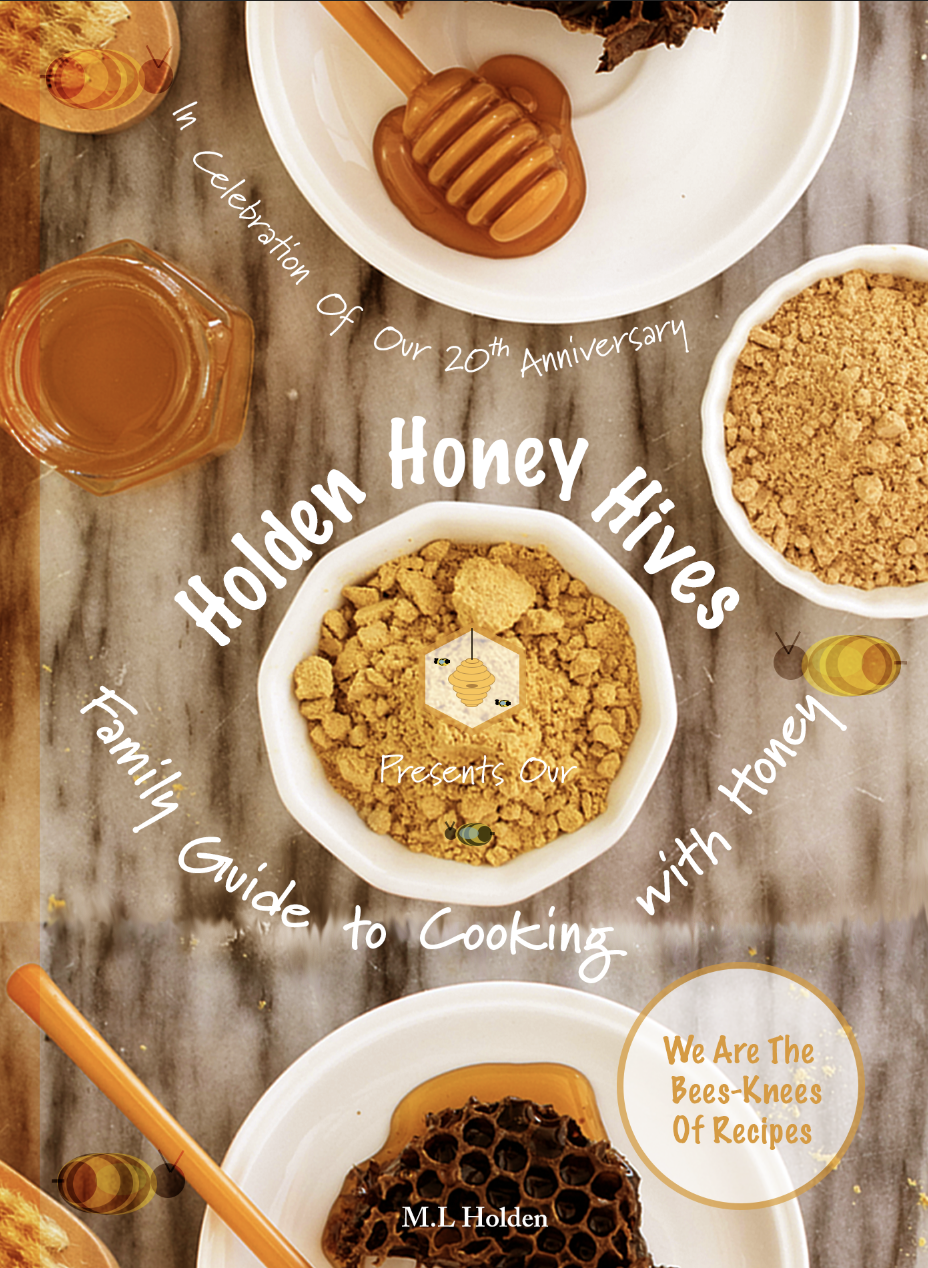 In Celebration Of Our 20th Anniversary
Holden Honey Hives
Presents Our
Family Guide to Cooking with Honey
We Are The
Bees-Knees
Of Recipes
M.L Holden